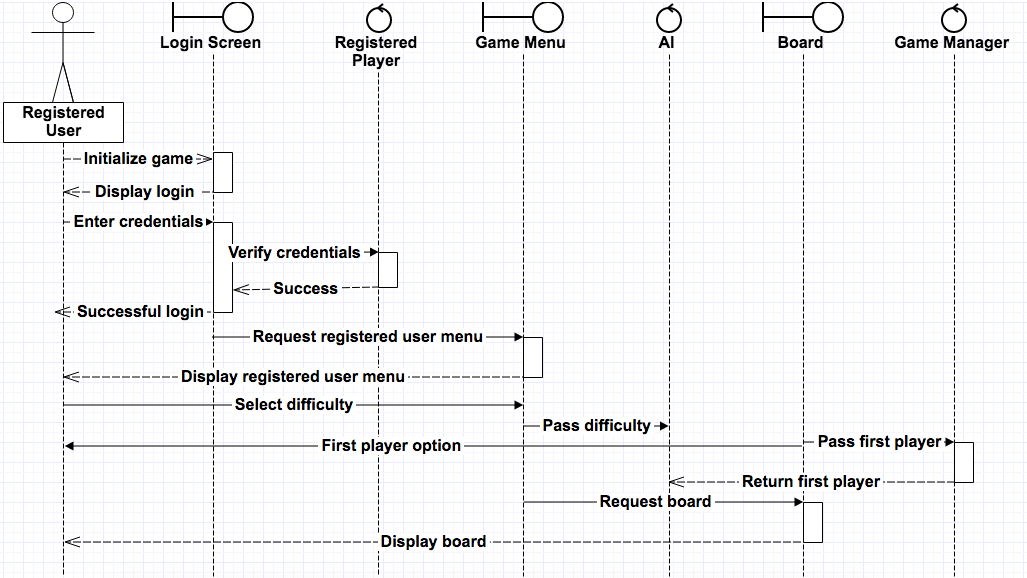 Login Screen
Registered
Player
Game Menu
AI
Board
Game Manager
Registered
User
Initialize game
Display login
Enter credentials
Verify credentials
Success
Successful login
Request registered user menu
Display registered user menu
Select difficulty
Pass difficulty
First player option
Pass first player
Return first player
Request board
Display board